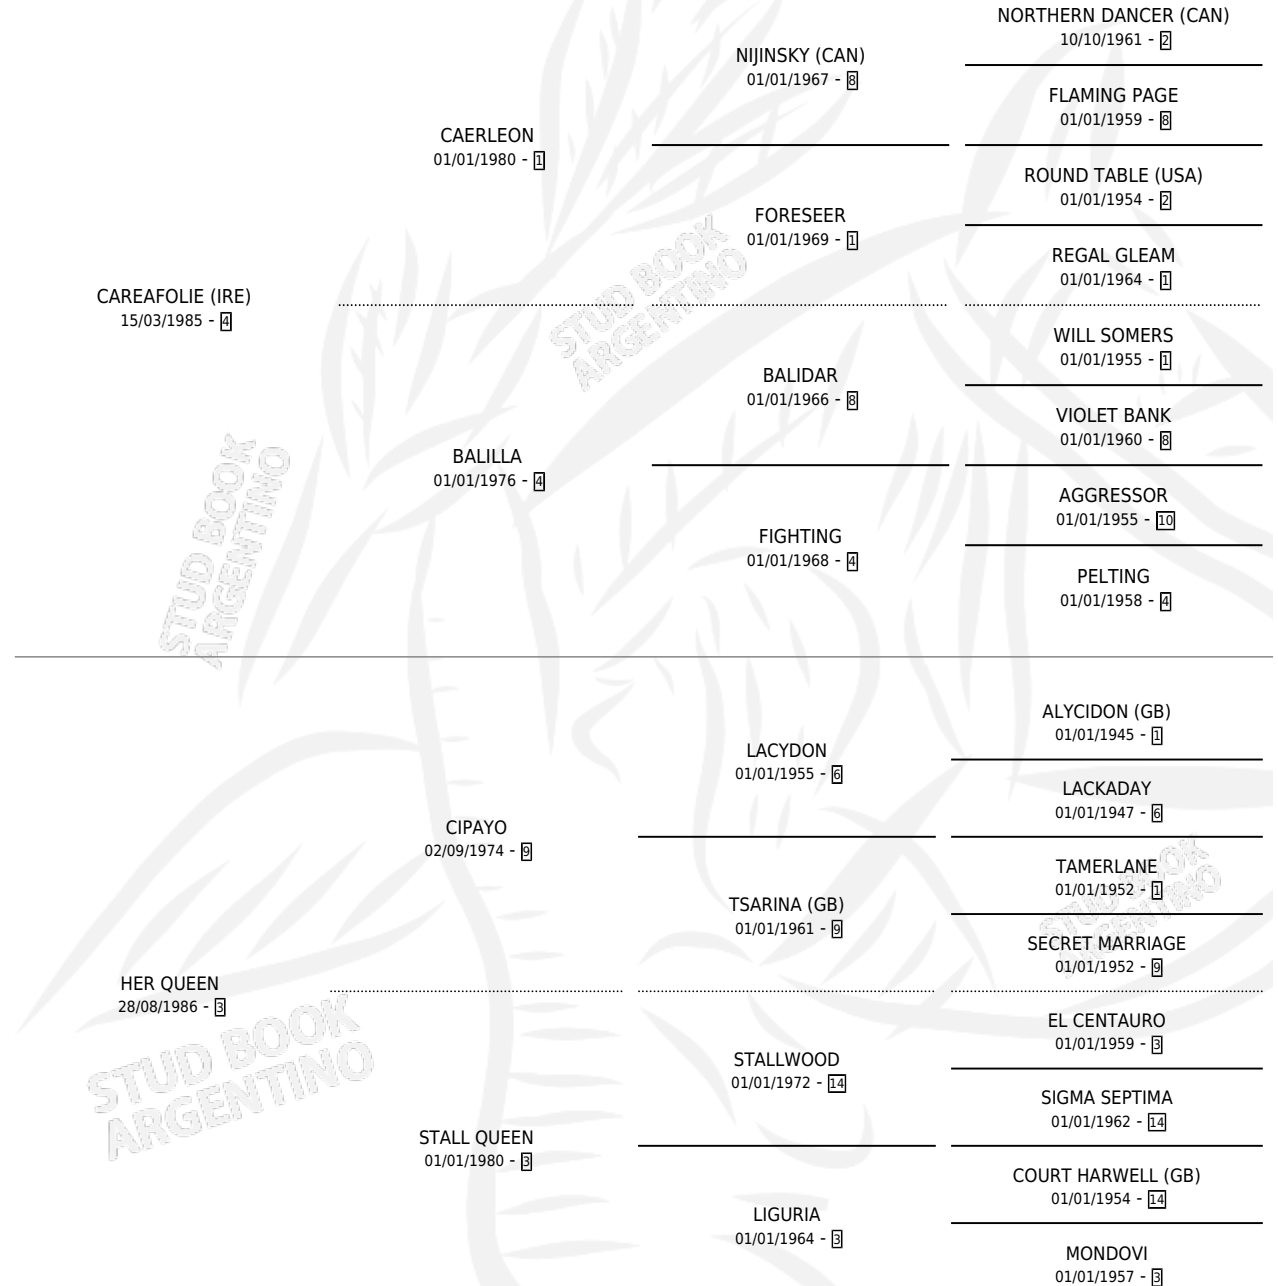 NORTHERN DANCER (CAN)
10/10/1961 - 2
NIJINSKY (CAN)
01/01/1967 - 8
FLAMING PAGE
01/01/1959 - 8
CAERLEON
01/01/1980 - 1
ROUND TABLE (USA)
01/01/1954 - 2
FORESEER
01/01/1969 - 1
REGAL GLEAM
01/01/1964 - 1
CAREAFOLIE (IRE)
15/03/1985 - 4
STUD BOOK
ARGENTINO
WILL SOMERS
01/01/1955 - 1
BALIDAR
01/01/1966 - 8
VIOLET BANK
01/01/1960 - 8
BALILLA
01/01/1976 - 4
AGGRESSOR
01/01/1955 - 10
FIGHTING
01/01/1968 - 4
PELTING
01/01/1958 - 4
STUD BOOK
ARGENTINO
ALYCIDON (GB)
01/01/1945 - 1
LACYDON
01/01/1955 - 6
LACKADAY
01/01/1947 - 6
CIPAYO
02/09/1974 - 9
TAMERLANE
01/01/1952 - 1
TSARINA (GB)
01/01/1961 - 9
SECRET MARRIAGE
01/01/1952 - 9
STUD BOOK
ARGENTINO
HER QUEEN
28/08/1986 - 3
EL CENTAURO
01/01/1959 - 3
STALLWOOD
01/01/1972 - 14
SIGMA SEPTIMA
01/01/1962 - 14
STUD BOOK
ARGENTINO
STALL QUEEN
01/01/1980 - 3
COURT HARWELL (GB)
01/01/1954 - 14
LIGURIA
01/01/1964 - 3
MONDOVI
01/01/1957 - 3